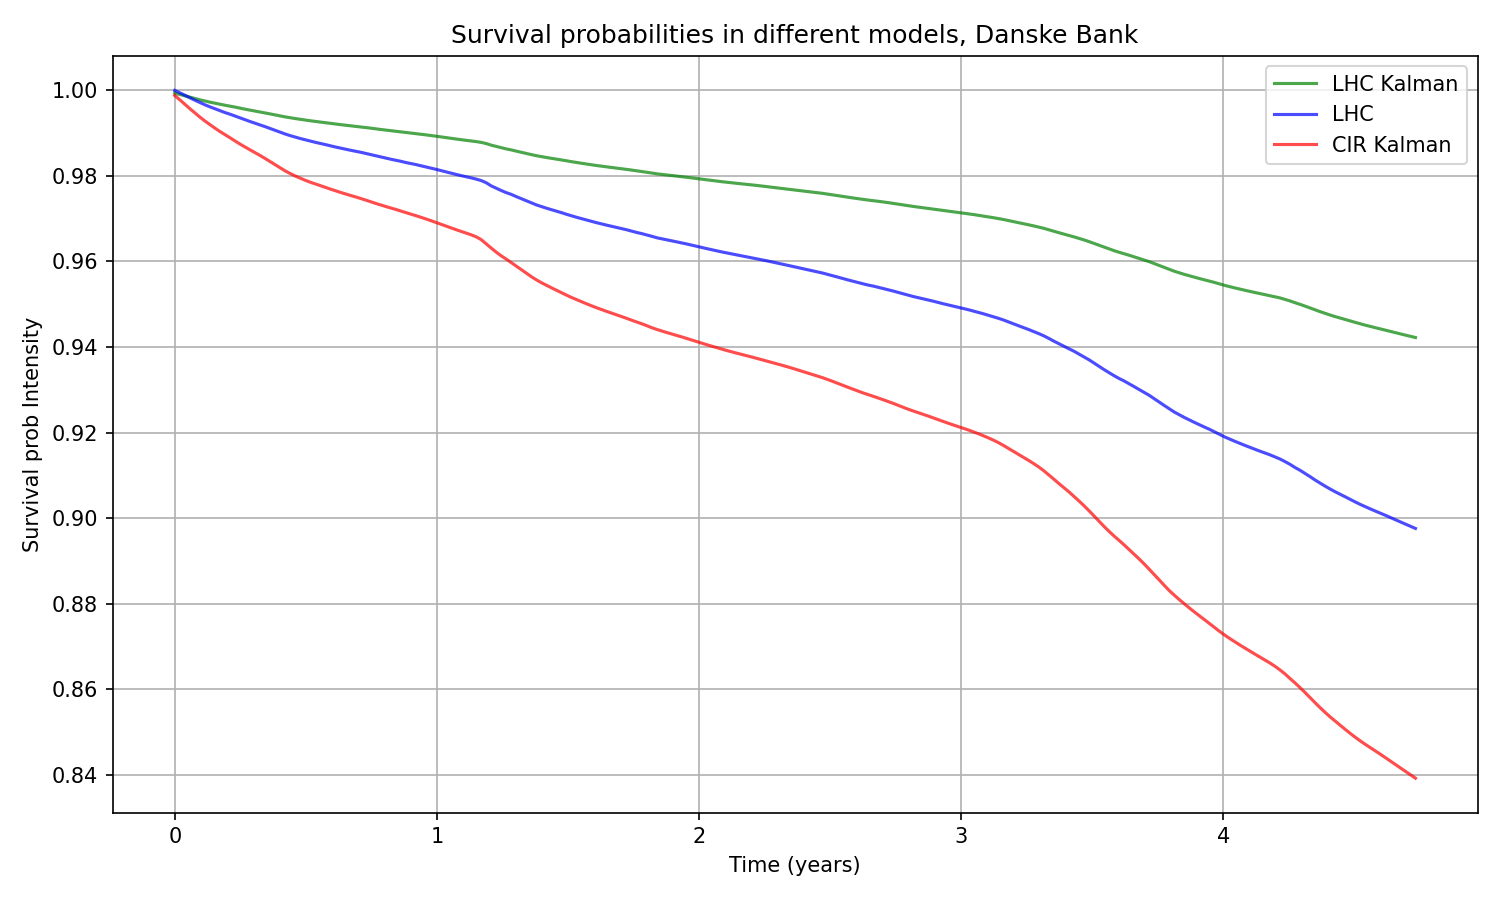 Survival probabilities in different models, Danske Bank
LHC Kalman
LHC
CIR Kalman
Survival prob Intensity
1.00
0.98
0.96
0.94
0.92
0.90
0.88
0.86
0.84
0 1 2 3 4
Time (years)